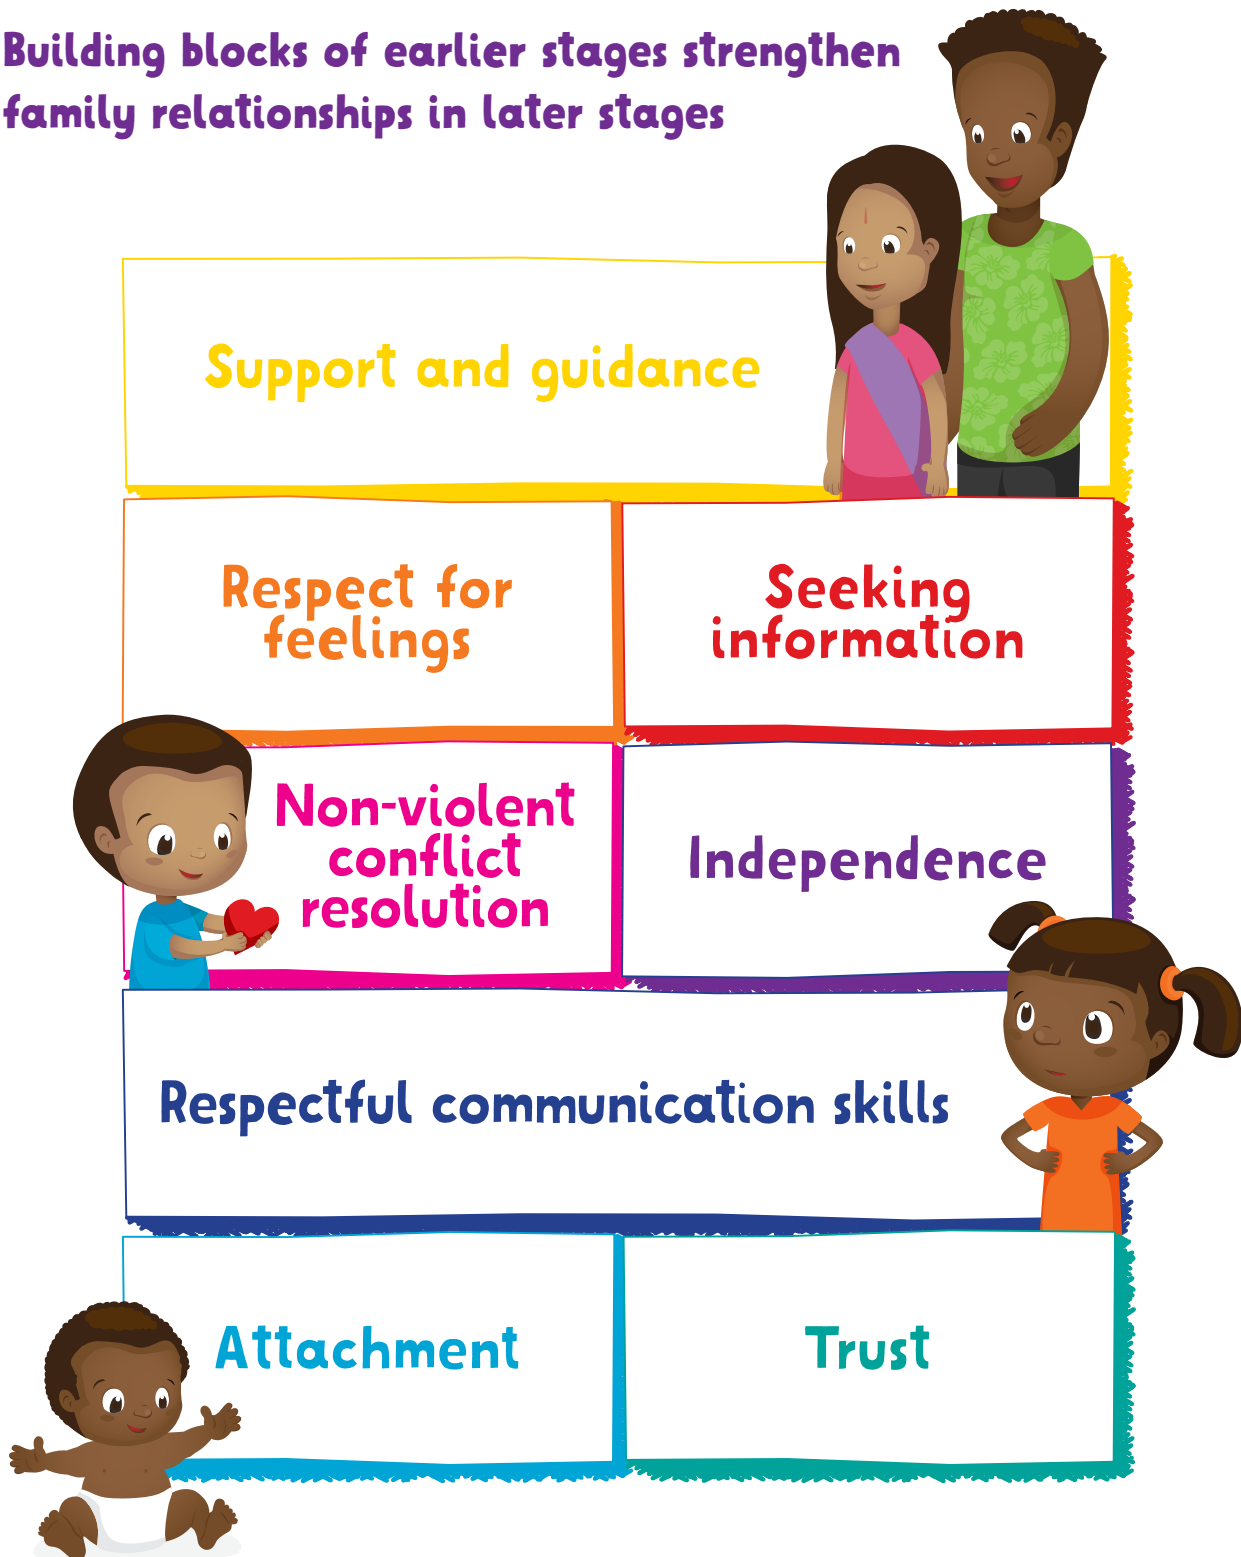 Building blocks of earlier stages strengthen
family relationships in later stages
Support and guidance
Respect for
feelings
Seeking
information
Non-violent
conflict
resolution
Independence
Respectful communication skills
Attachment
Trust